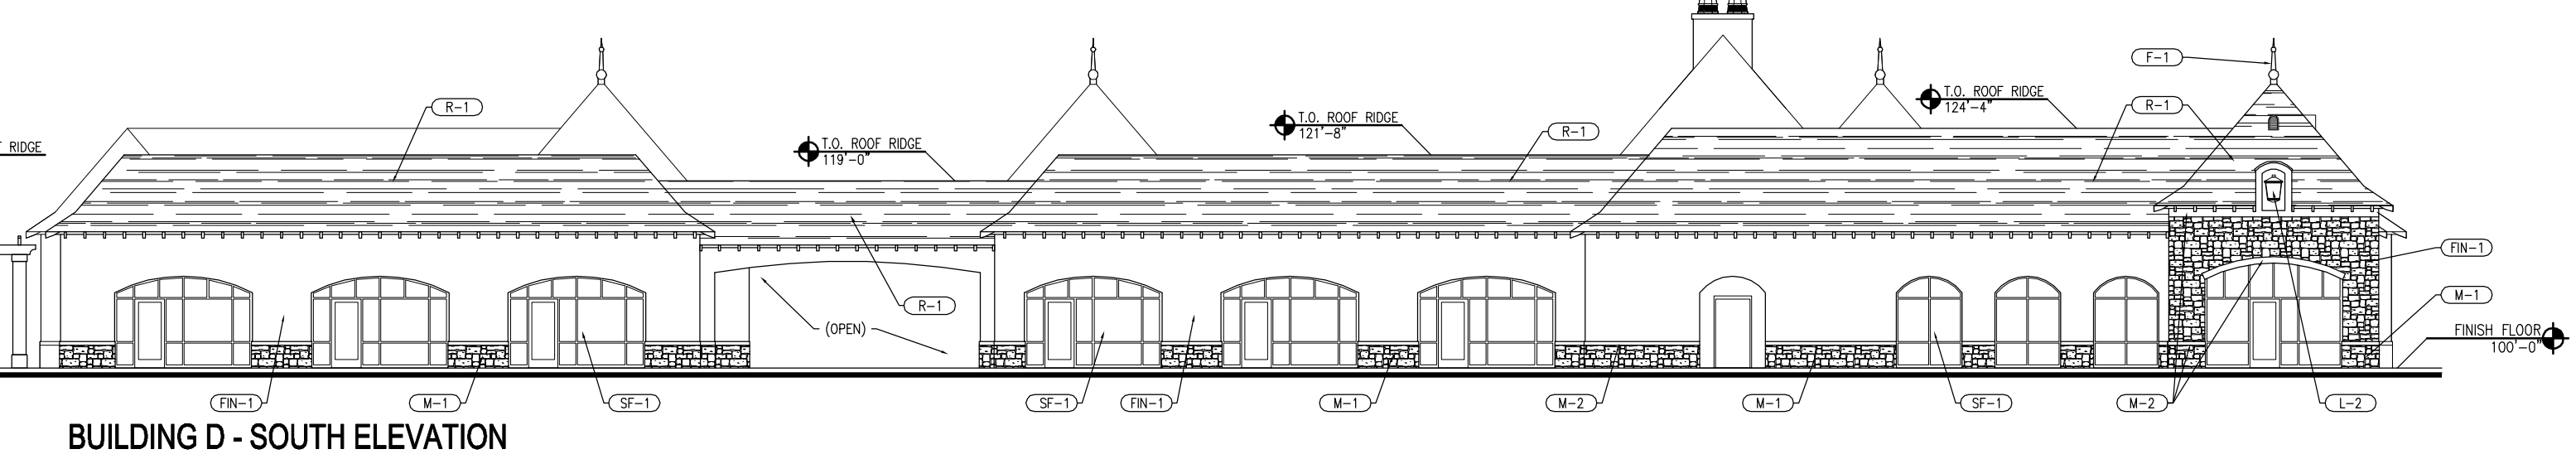 F-1
R-1
T.O. ROOF RIDGE
124'-4"
R-1
T.O. ROOF RIDGE
121'-8"
R-1
T.O. ROOF RIDGE
119'-0"
RIDGE
FIN-1
M-1
R-1
(OPEN)
FINISH FLOOR
100'-0"
FIN-1
M-1
SF-1
SF-1
FIN-1
M-1
M-2
M-1
SF-1
M-2
L-2
BUILDING D - SOUTH ELEVATION